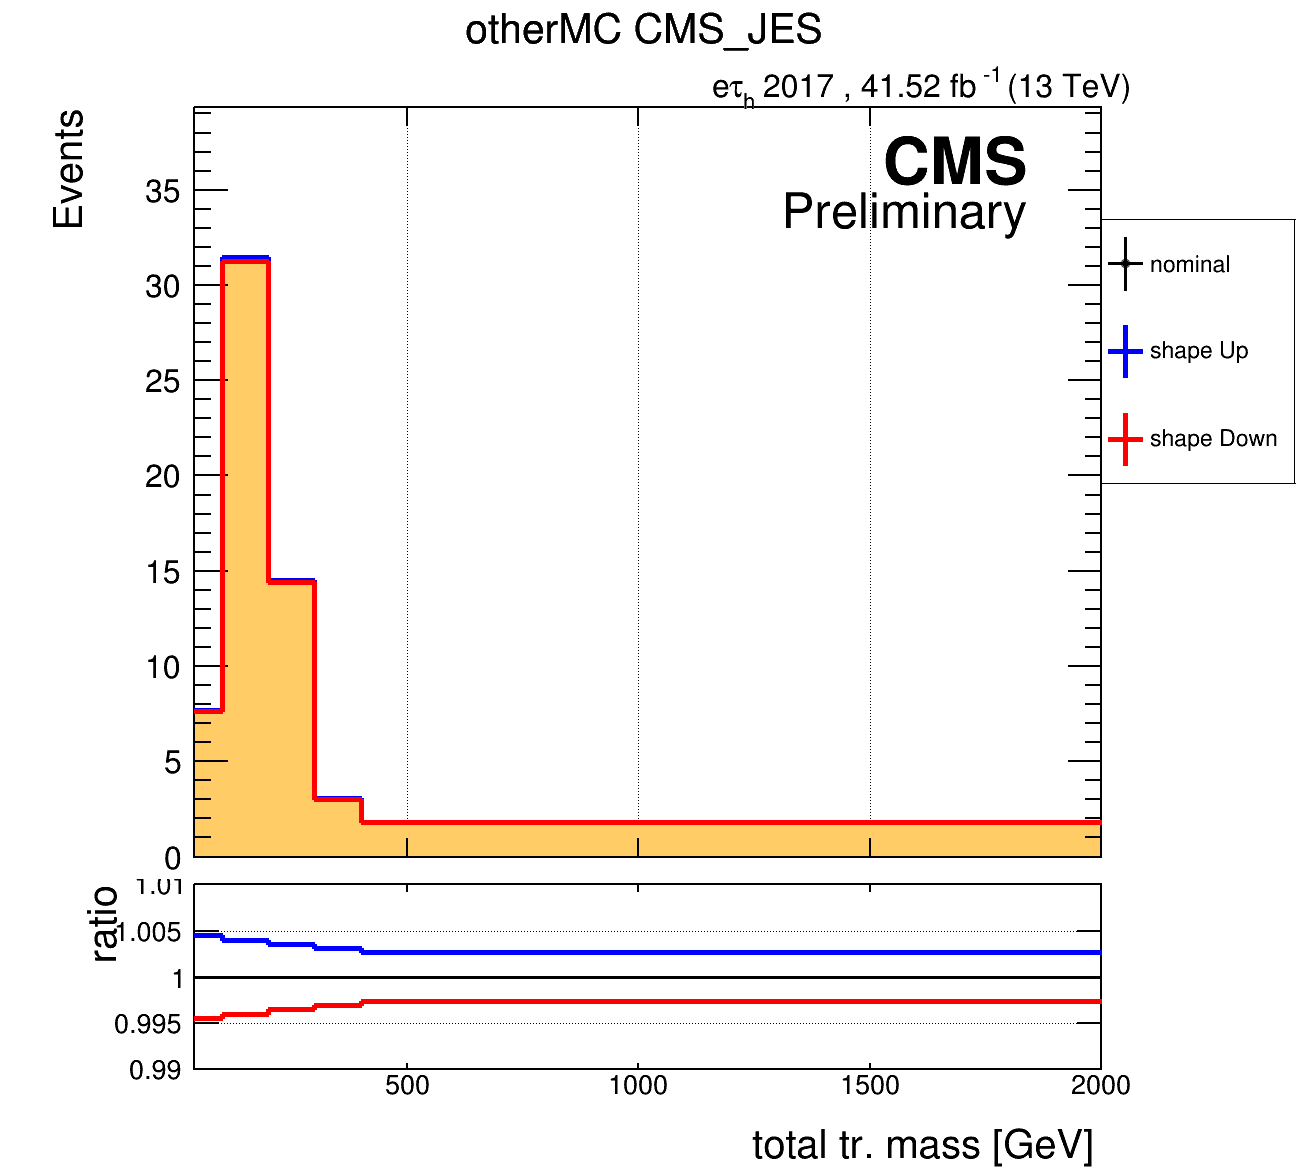 otherMC CMS_JES
eτh 2017 , 41.52 fb -1 (13 TeV)
Events
CMS
Preliminary
35
30
25
20
15
10
5
0
nominal
shape Up
shape Down
ratio
1.01
1.005
1
0.995
0.99
500 1000 1500 2000
total tr. mass [GeV]